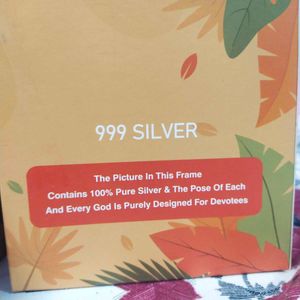 999 SILVER
The Picture In This Frame
Contains 100% Pure Silver & The Pose Of Each
And Every God Is Purely Designed For Devotees